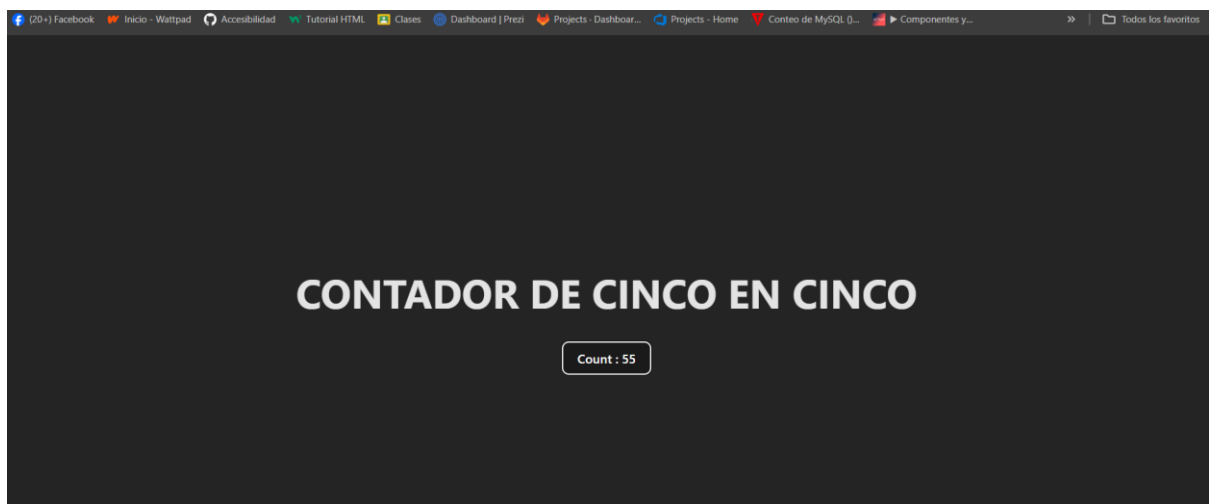 (20+) Facebook Inicio - Wattpad Accesibilidad Tutorial HTML Clases Dashboard | Prezi Projects - Dashboar... Projects - Home Conteo de MySQL ()... ▶ Componentes y... » Todos los favoritos
CONTADOR DE CINCO EN CINCO
Count : 55